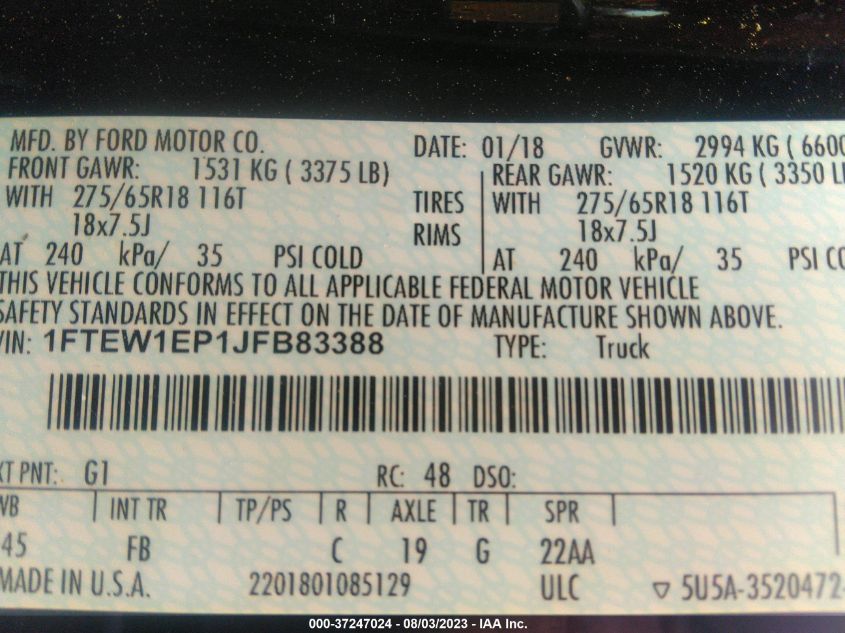 MFD. BY FORD MOTOR CO. DATE: 01/18 GVWR: 2994 KG ( 6600
FRONT GAWR: 1531 KG ( 3375 LB) REAR GAWR: 1520 KG ( 3350 L
WITH 275/65R18 116T TIRES WITH 275/65R18 116T
18x7.5J RIMS 18x7.5J
AT 240 kPa/ 35 PSI COLD AT 240 kPa/ 35 PSI CO
THIS VEHICLE CONFORMS TO ALL APPLICABLE FEDERAL MOTOR VEHICLE
SAFETY STANDARDS IN EFFECT ON THE DATE OF MANUFACTURE SHOWN ABOVE.
VIN: 1FTEW1EP1JFB83388 TYPE: Truck
XT PNT: G1 RC: 48 DSO:
WB INT TR TP/PS R AXLE TR SPR
45 FB C 19 G 22AA
MADE IN U.S.A. 2201801085129 ULC ▽ 5U5A-3520472-
000-37247024 - 08/03/2023 - IAA Inc.